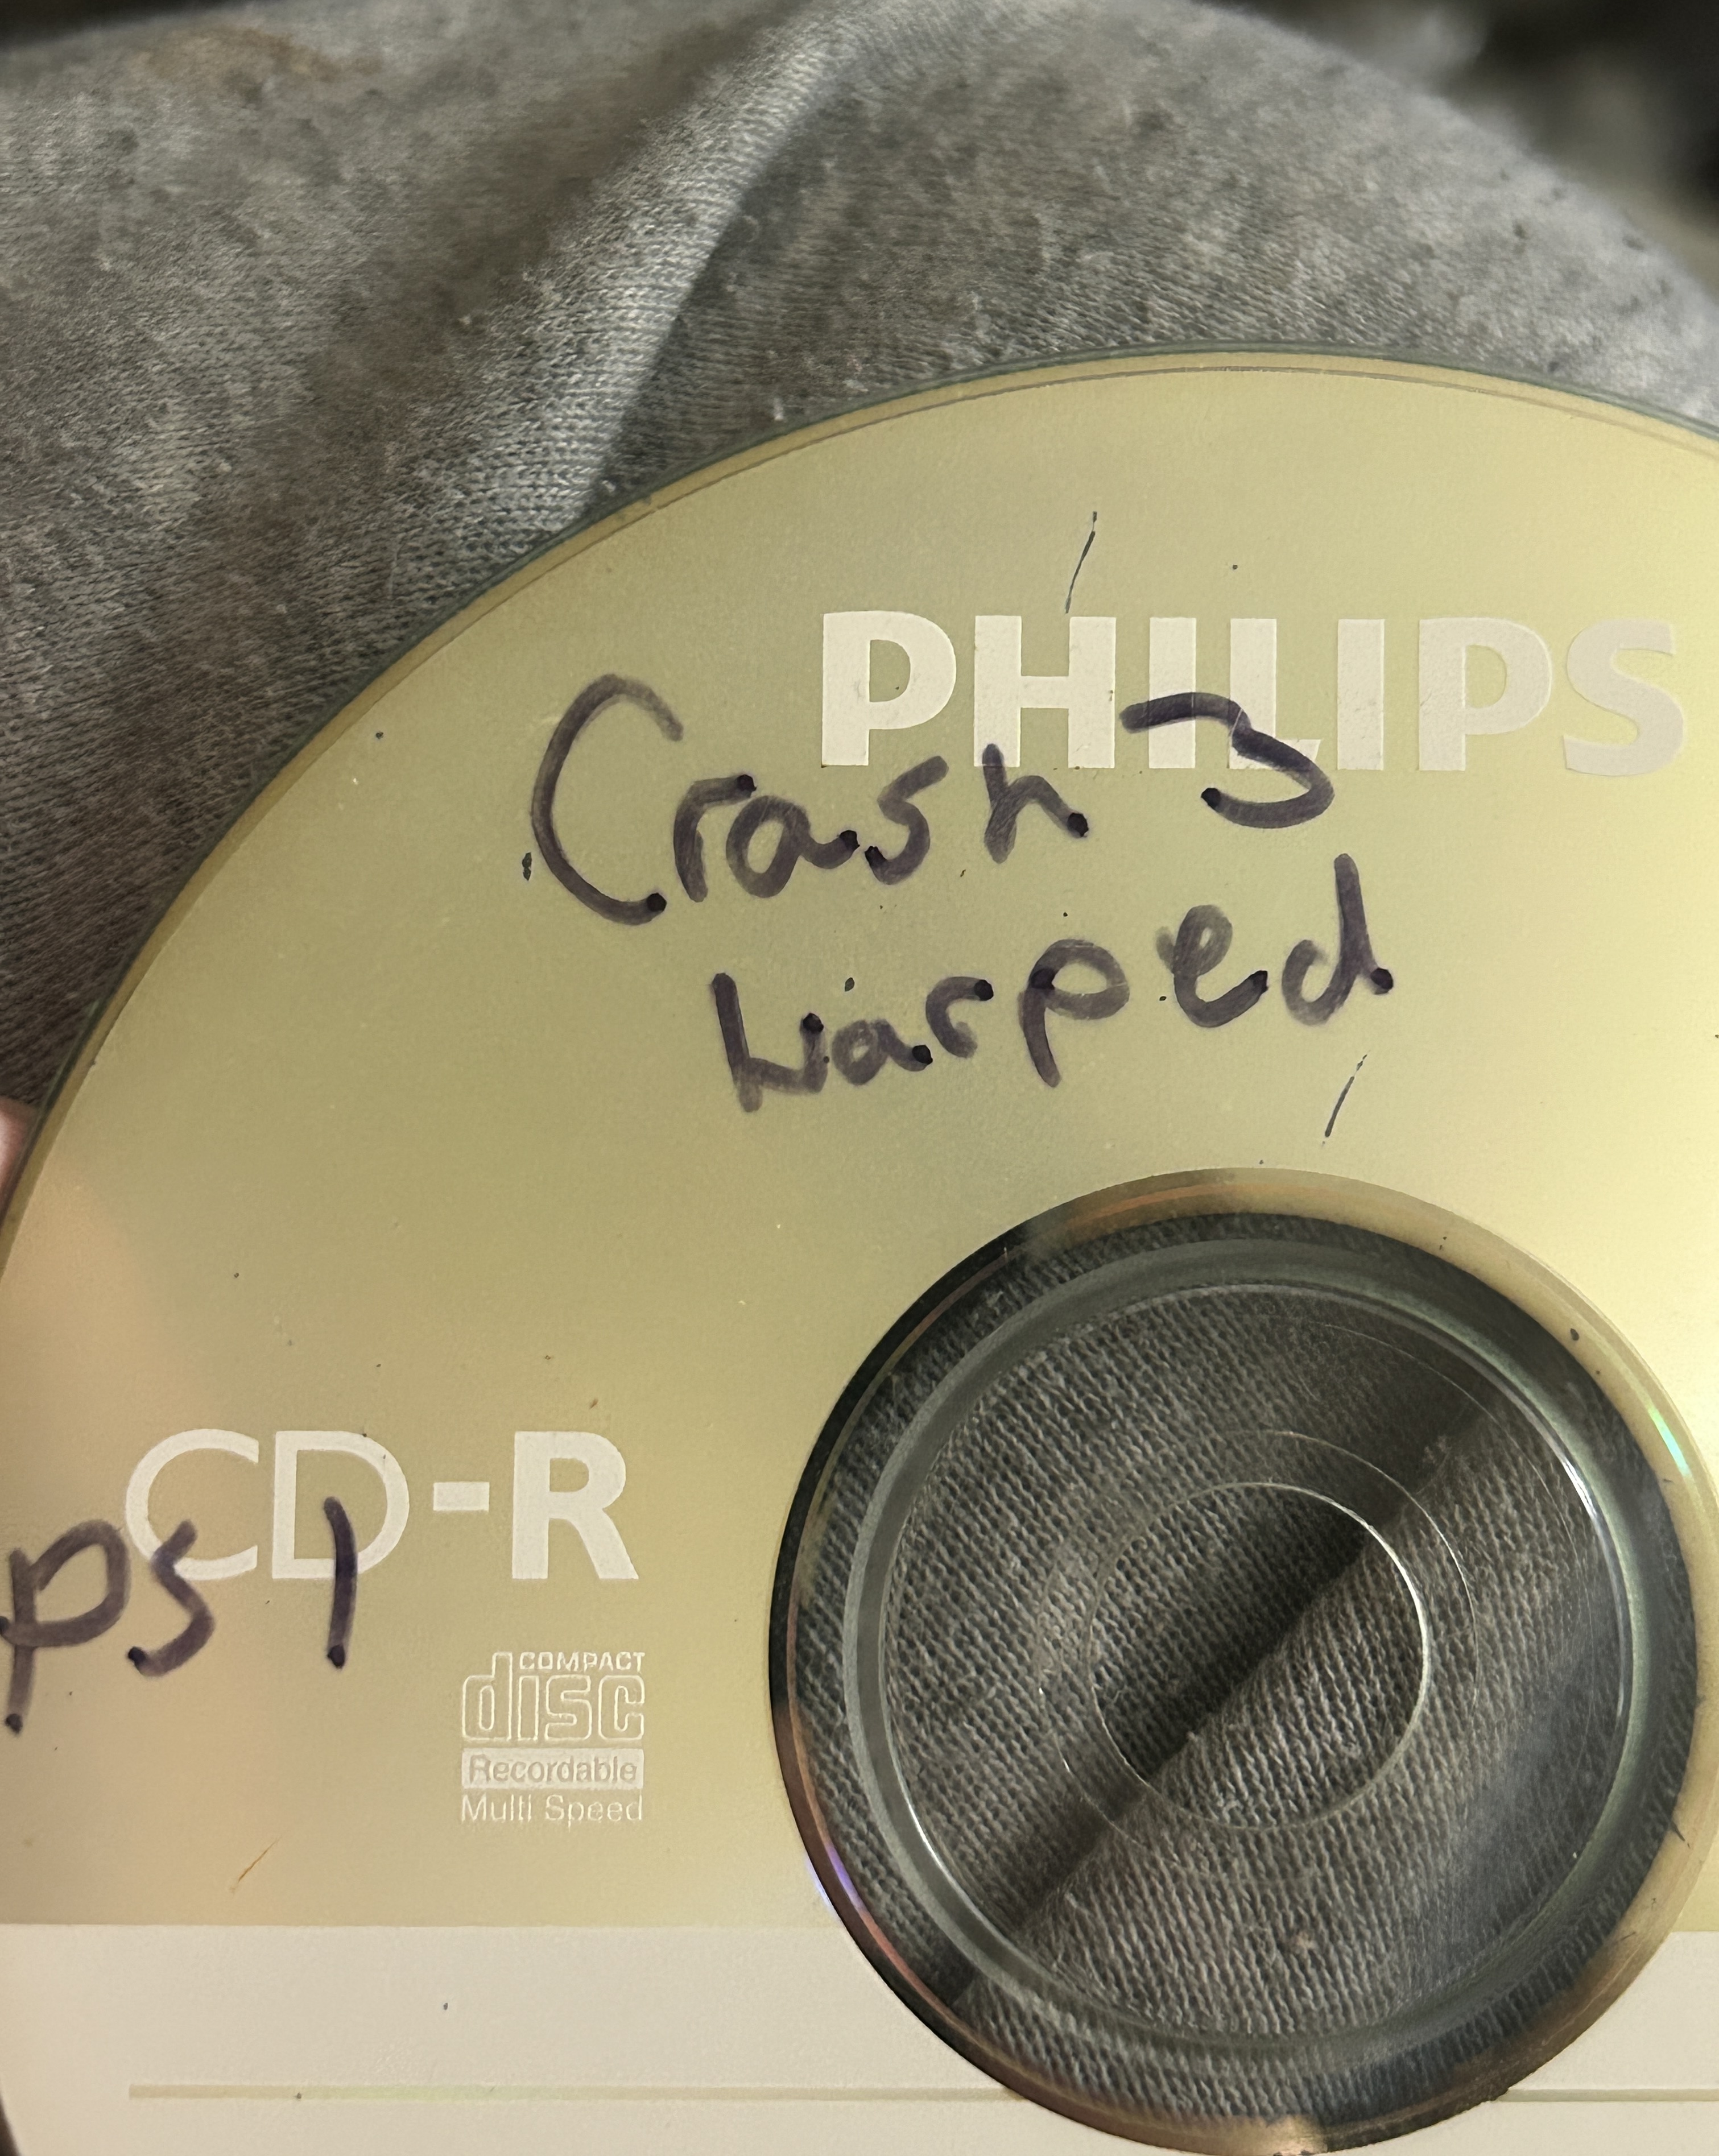 PHILIPS
Crash 3
Warped
CD-R
PS1
COMPACT
disc
Recordable
Multi Speed